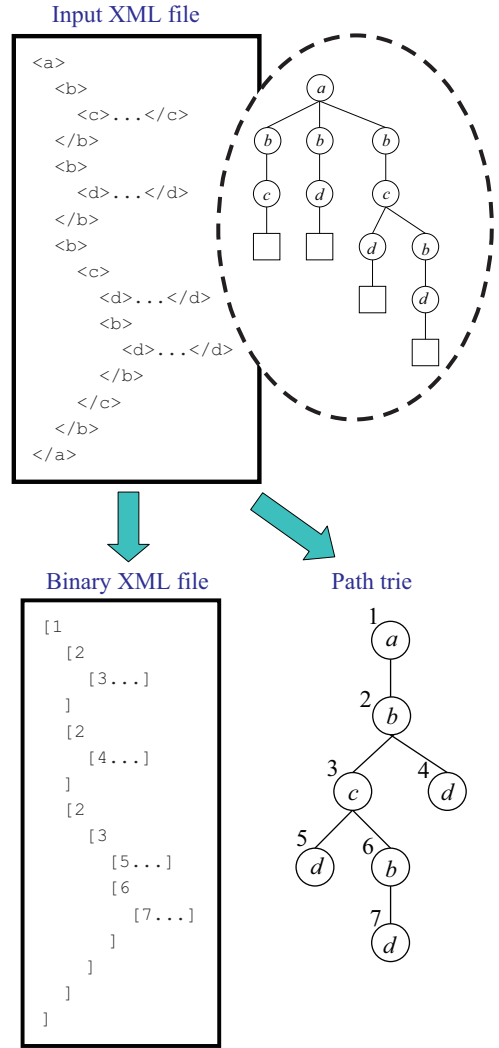 Input XML file
<a>
<b>
<c>...</c>
</b>
<b>
<d>...</d>
</b>
<b>
<c>
<d>...</d>
<b>
<d>...</d>
</b>
</c>
</b>
</a>
a
b b b
c d c
d b
d
Binary XML file
[1
[2
[3...]
]
[2
[4...]
]
[2
[3
[5...]
[6
[7...]
]
]
]
]
Path trie
1
a
2
b
3 4
c d
5 6
d b
7
d